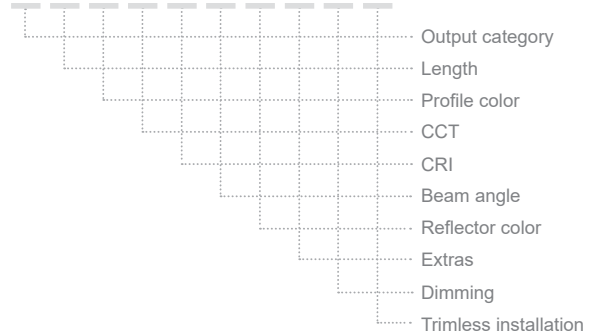 Output category
Length
Profile color
CCT
CRI
Beam angle
Reflector color
Extras
Dimming
Trimless installation